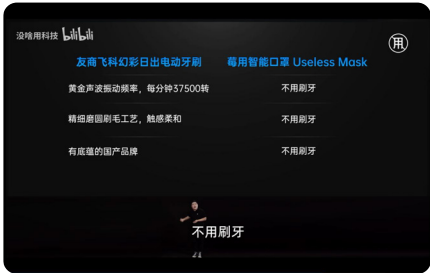 没啥用科技 bilibili
用
友商飞科幻彩日出电动牙刷 莓用智能口罩 Useless Mask
黄金声波振动频率，每分钟37500转 不用刷牙
精细磨圆刷毛工艺，触感柔和 不用刷牙
有底蕴的国产品牌 不用刷牙
不用刷牙